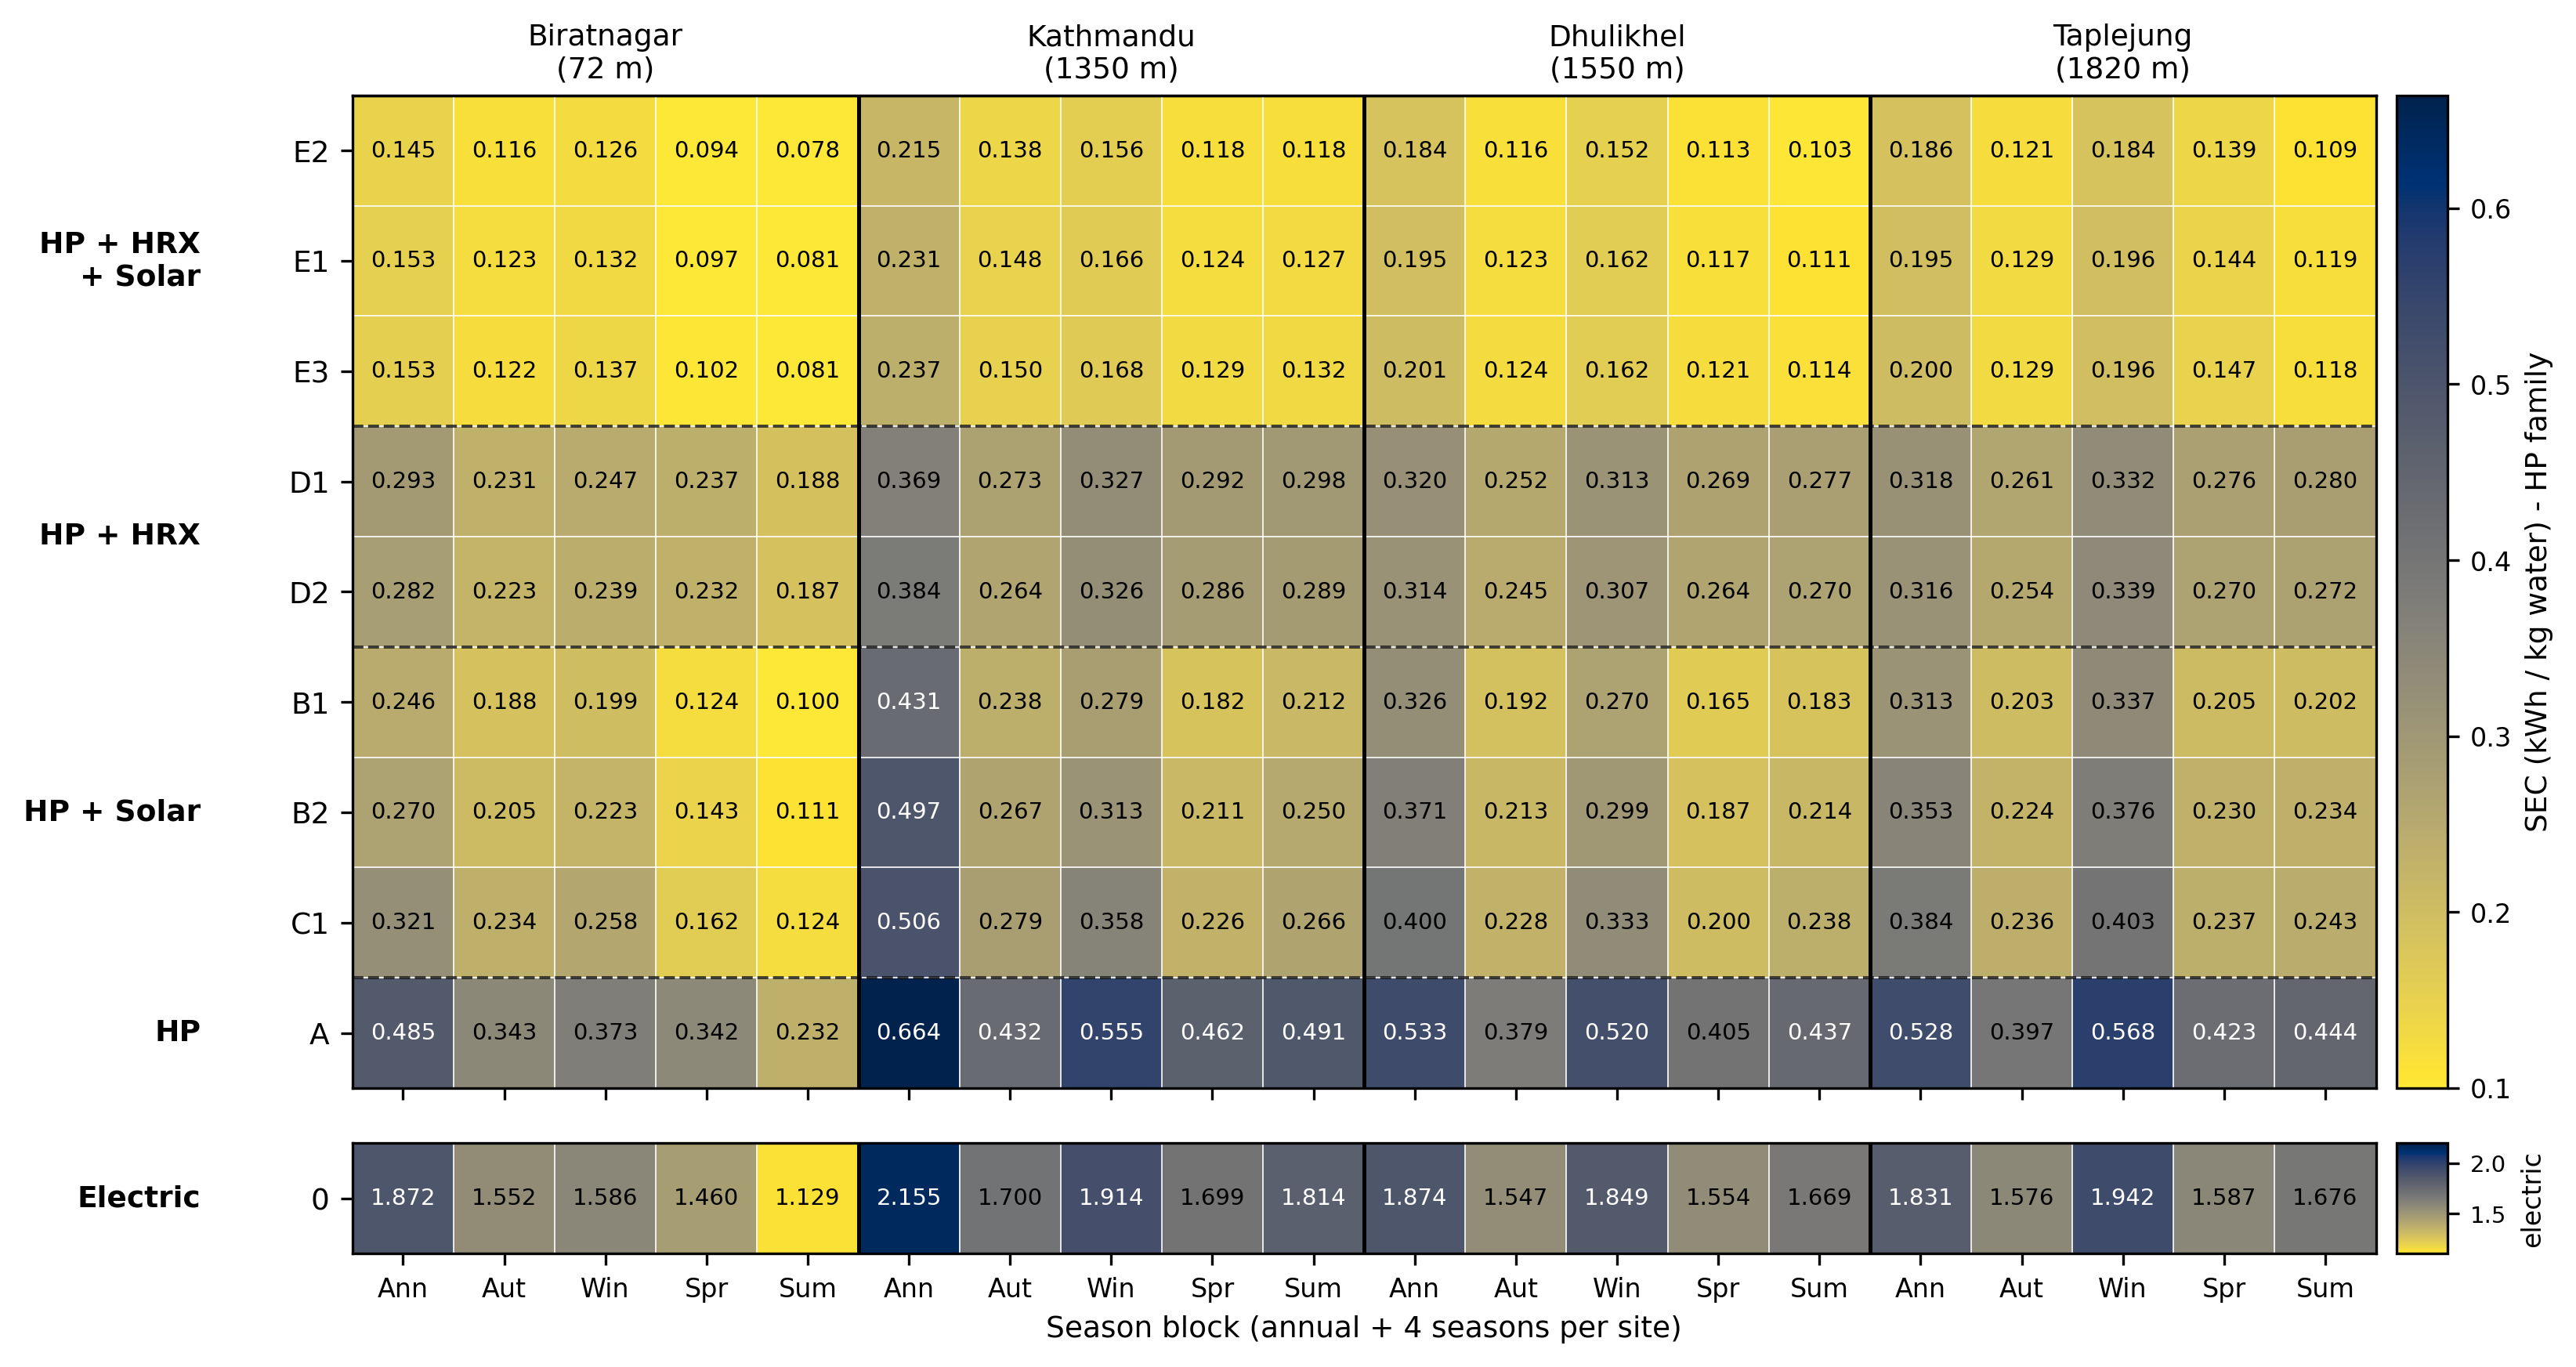 Biratnagar
(72 m)
Kathmandu
(1350 m)
Dhulikhel
(1550 m)
Taplejung
(1820 m)
HP + HRX
+ Solar
E2 0.145 0.116 0.126 0.094 0.078 0.215 0.138 0.156 0.118 0.118 0.184 0.116 0.152 0.113 0.103 0.186 0.121 0.184 0.139 0.109
E1 0.153 0.123 0.132 0.097 0.081 0.231 0.148 0.166 0.124 0.127 0.195 0.123 0.162 0.117 0.111 0.195 0.129 0.196 0.144 0.119
E3 0.153 0.122 0.137 0.102 0.081 0.237 0.150 0.168 0.129 0.132 0.201 0.124 0.162 0.121 0.114 0.200 0.129 0.196 0.147 0.118
HP + HRX
D1 0.293 0.231 0.247 0.237 0.188 0.369 0.273 0.327 0.292 0.298 0.320 0.252 0.313 0.269 0.277 0.318 0.261 0.332 0.276 0.280
D2 0.282 0.223 0.239 0.232 0.187 0.384 0.264 0.326 0.286 0.289 0.314 0.245 0.307 0.264 0.270 0.316 0.254 0.339 0.270 0.272
HP + Solar
B1 0.246 0.188 0.199 0.124 0.100 0.431 0.238 0.279 0.182 0.212 0.326 0.192 0.270 0.165 0.183 0.313 0.203 0.337 0.205 0.202
B2 0.270 0.205 0.223 0.143 0.111 0.497 0.267 0.313 0.211 0.250 0.371 0.213 0.299 0.187 0.214 0.353 0.224 0.376 0.230 0.234
C1 0.321 0.234 0.258 0.162 0.124 0.506 0.279 0.358 0.226 0.266 0.400 0.228 0.333 0.200 0.238 0.384 0.236 0.403 0.237 0.243
HP
A 0.485 0.343 0.373 0.342 0.232 0.664 0.432 0.555 0.462 0.491 0.533 0.379 0.520 0.405 0.437 0.528 0.397 0.568 0.423 0.444
0.6
0.5
0.4
0.3
0.2
0.1
SEC (kWh / kg water) - HP family
Electric
0 1.872 1.552 1.586 1.460 1.129 2.155 1.700 1.914 1.699 1.814 1.874 1.547 1.849 1.554 1.669 1.831 1.576 1.942 1.587 1.676
2.0
1.5
electric
Ann Aut Win Spr Sum Ann Aut Win Spr Sum Ann Aut Win Spr Sum Ann Aut Win Spr Sum
Season block (annual + 4 seasons per site)